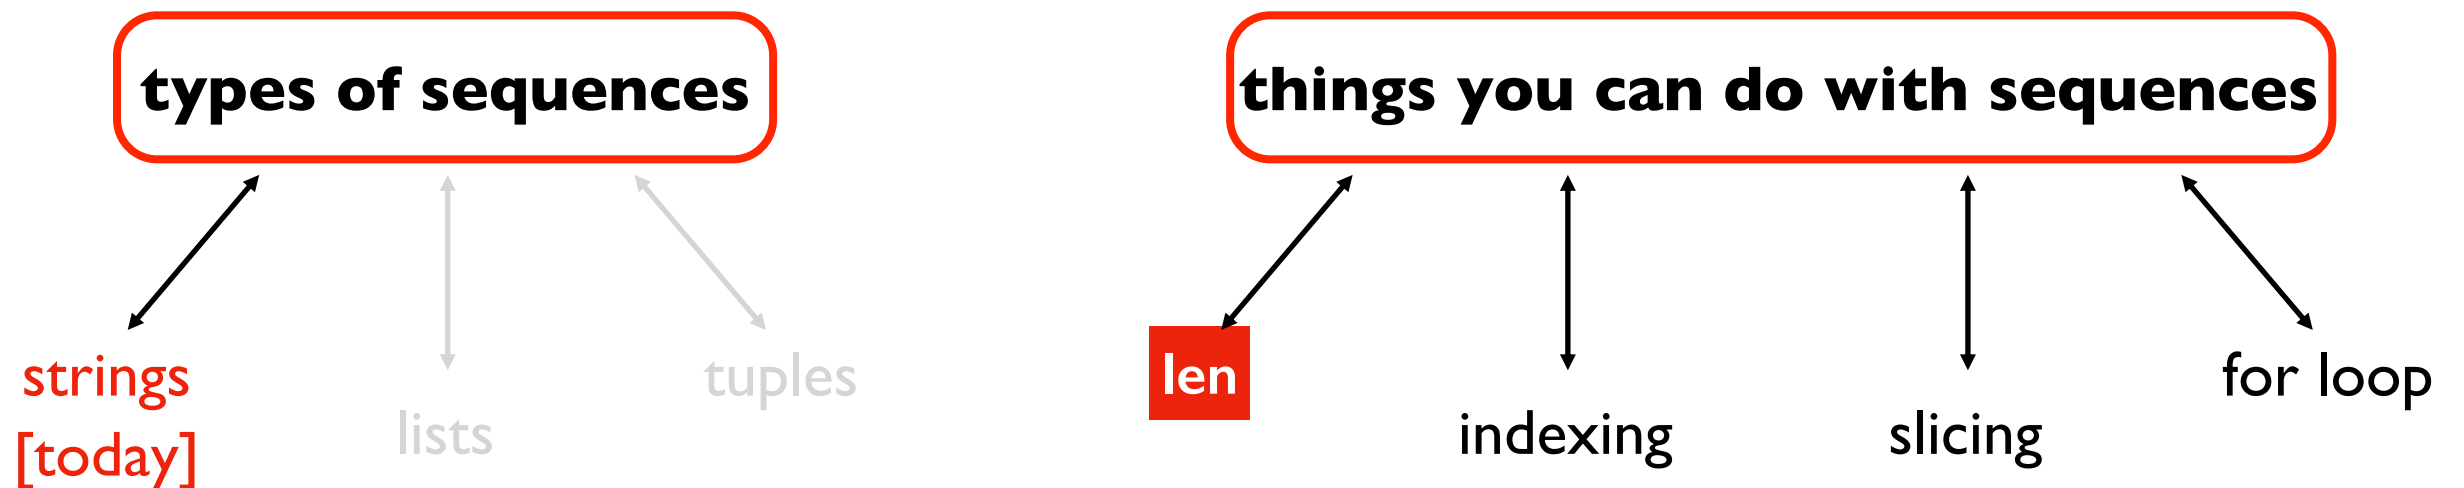 types of sequences
things you can do with sequences
strings
[today]
lists
tuples
len
indexing
slicing
for loop